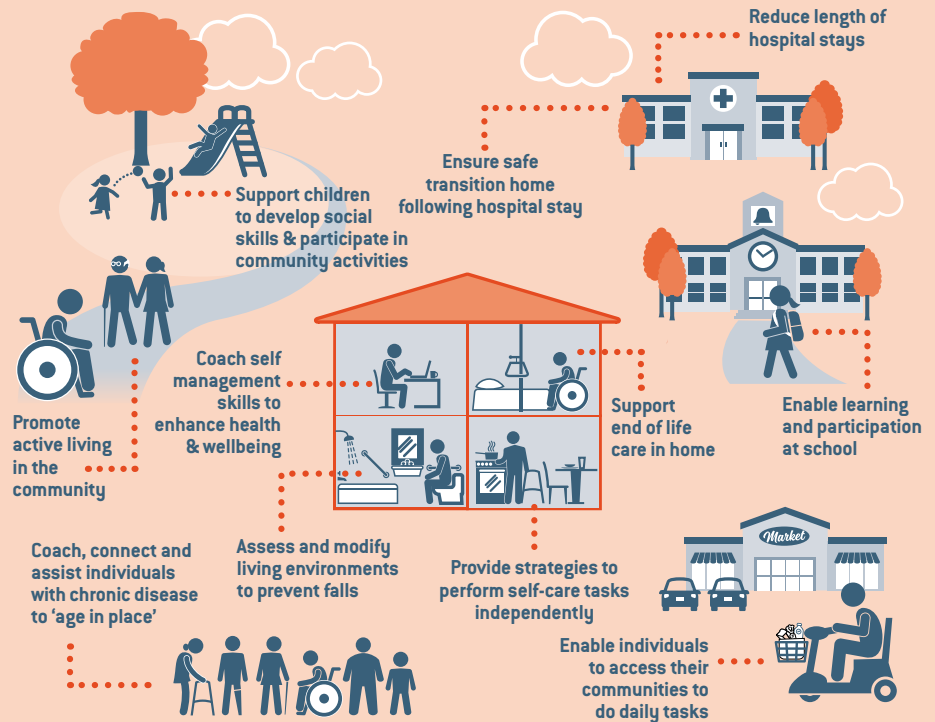 Reduce length of
hospital stays
Ensure safe
transition home
following hospital stay
Support children
to develop social
skills & participate in
community activities
Coach self
management
skills to
enhance health
& wellbeing
Support
end of life
care in home
Enable learning
and participation
at school
Promote
active living
in the
community
Coach, connect and
assist individuals
with chronic disease
to ‘age in place’
Assess and modify
living environments
to prevent falls
Provide strategies to
perform self-care tasks
independently
Market
Enable individuals
to access their
communities to
do daily tasks